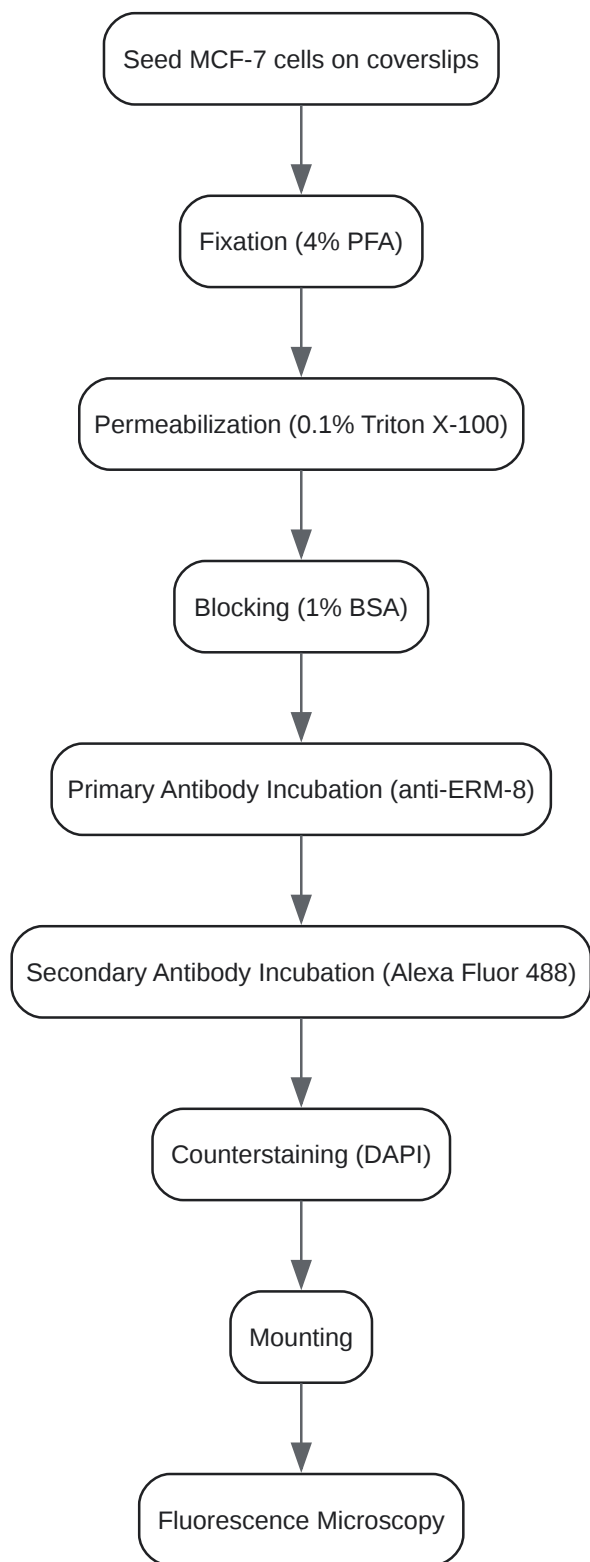 Seed MCF-7 cells on coverslips
Fixation (4% PFA)
Permeabilization (0.1% Triton X-100)
Blocking (1% BSA)
Primary Antibody Incubation (anti-ERM-8)
Secondary Antibody Incubation (Alexa Fluor 488)
Counterstaining (DAPI)
Mounting
Fluorescence Microscopy